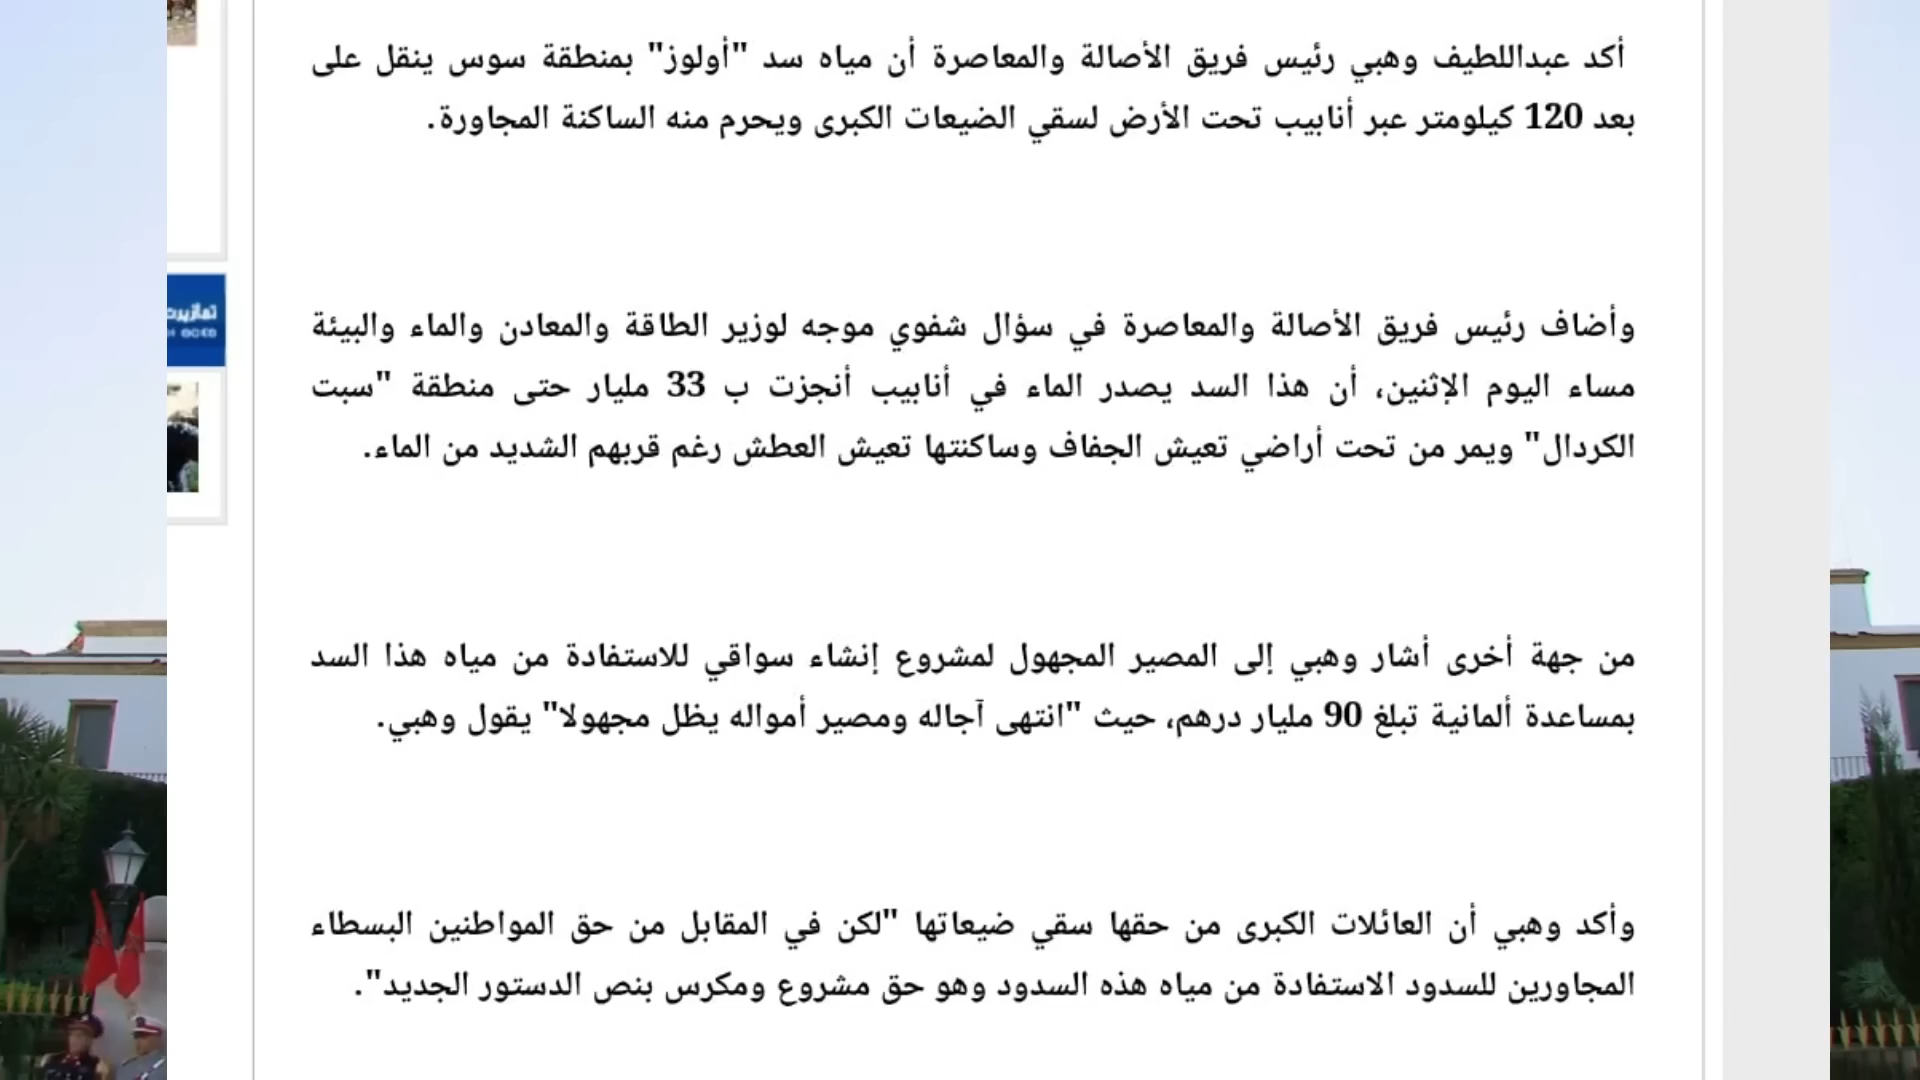 أكد عبداللطيف وهبي رئيس فريق الأصالة والمعاصرة أن مياه سد "أولوز" بمنطقة سوس ينقل على
بعد 120 كيلومتر عبر أنابيب تحت الأرض لسقي الضيعات الكبرى ويحرم منه الساكنة المجاورة.
وأضاف رئيس فريق الأصالة والمعاصرة في سؤال شفوي موجه لوزير الطاقة والمعادن والماء والبيئة
مساء اليوم الإثنين، أن هذا السد يصدر الماء في أنابيب أنجزت ب 33 مليار حتى منطقة "سبت
الكردال" ويمر من تحت أراضي تعيش الجفاف وساكنتها تعيش العطش رغم قربهم الشديد من الماء.
من جهة أخرى أشار وهبي إلى المصير المجهول لمشروع إنشاء سواقي للاستفادة من مياه هذا السد
بمساعدة ألمانية تبلغ 90 مليار درهم، حيث "انتهى آجاله ومصير أمواله يظل مجهولا" يقول وهبي.
وأكد وهبي أن العائلات الكبرى من حقها سقي ضيعاتها "لكن في المقابل من حق المواطنين البسطاء
المجاورين للسدود الاستفادة من مياه هذه السدود وهو حق مشروع ومكرس بنص الدستور الجديد".